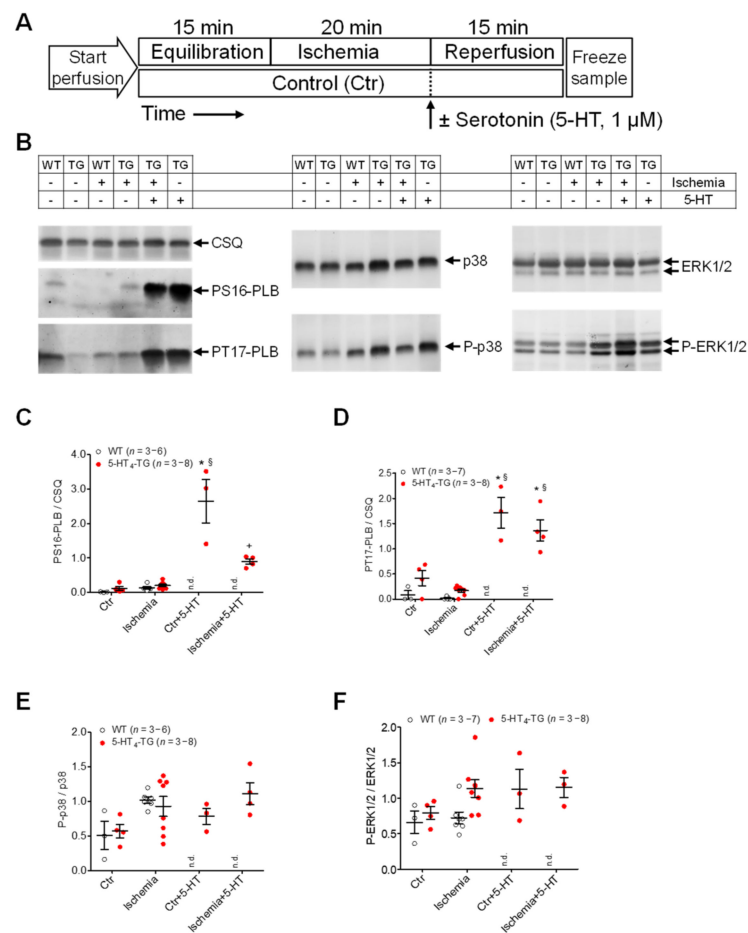 A
15 min 20 min 15 min
Start perfusion
Equilibration Ischemia Reperfusion
Freeze sample
Control (Ctr)
Time
± Serotonin (5-HT, 1 µM)
B
WT TG WT TG TG TG WT TG WT TG TG TG WT TG WT TG TG TG
- - + + + - - - + + + - - - + + + - Ischemia
- - - - + + - - - - + + - - - - + + 5-HT
CSQ
p38
ERK1/2
PS16-PLB
PT17-PLB
P-p38
P-ERK1/2
C
WT (n = 3-6)
5-HT4-TG (n = 3-8)
PS16-PLB / CSQ
4.0
3.0
2.0
1.0
0.0
* §
+
n.d.
n.d.
Ctr
Ischemia
Ctr+5-HT
Ischemia+5-HT
D
WT (n = 3-7)
5-HT4-TG (n = 3-8)
PT17-PLB / CSQ
2.5
2.0
1.5
1.0
0.5
0.0
* §
* §
n.d.
n.d.
Ctr
Ischemia
Ctr+5-HT
Ischemia+5-HT
E
WT (n = 3-6)
5-HT4-TG (n = 3-8)
P-p38 / p38
2.0
1.5
1.0
0.5
0.0
n.d.
n.d.
Ctr
Ischemia
Ctr+5-HT
Ischemia+5-HT
F
WT (n = 3-7) 5-HT4-TG (n = 3-8)
P-ERK1/2 / ERK1/2
2.0
1.5
1.0
0.5
0.0
n.d.
n.d.
Ctr
Ischemia
Ctr+5-HT
Ischemia+5-HT